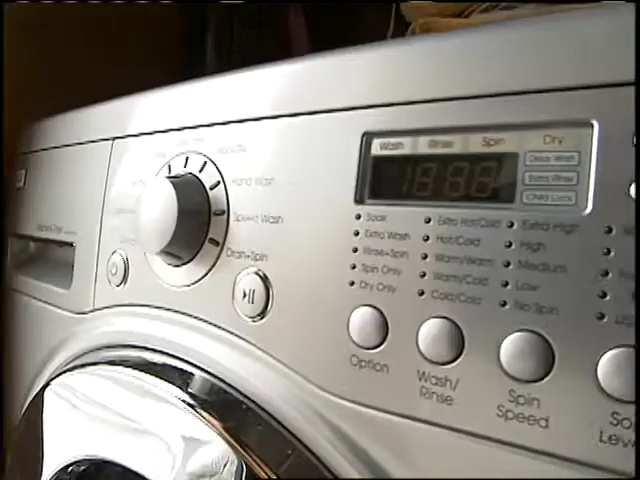 Wash Rinse Spin Dry
Delay Wash
Extra Rinse
Child Lock
Hand Wash
Speed Wash
Drain+Spin
Soak
Extra Wash
Rinse+Spin
Spin Only
Dry Only
Extra Hot/Cold
Hot/Cold
Warm/Warm
Warm/Cold
Cold/Cold
Extra High
High
Medium
Low
No Spin
Option
Wash/
Rinse
Spin
Speed